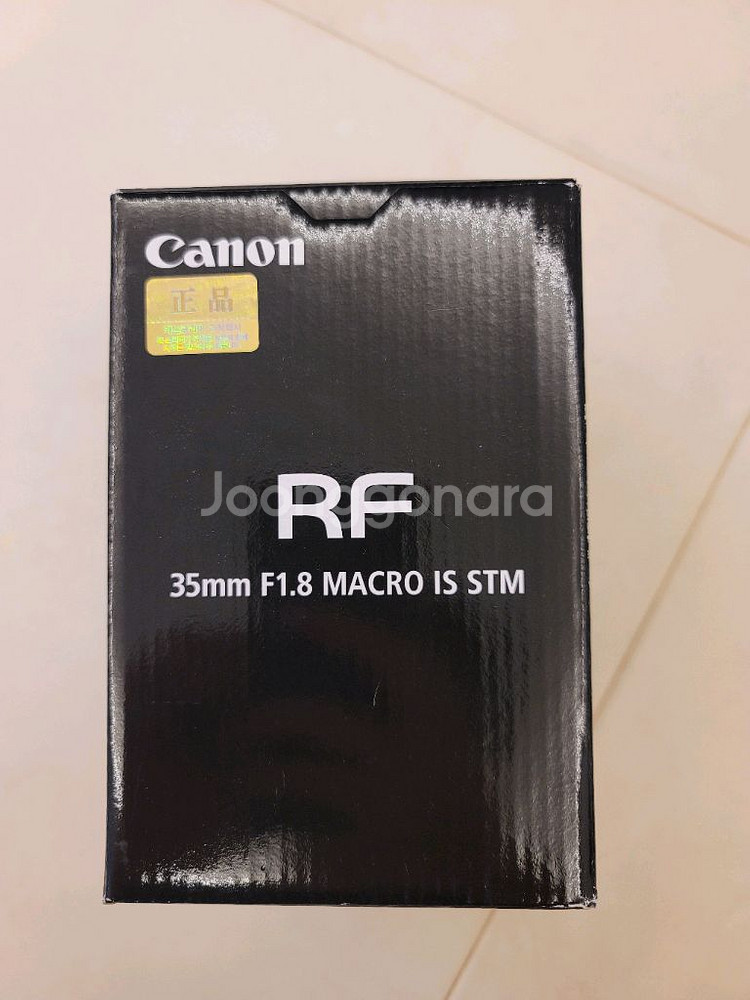 Canon
正品
RF
Joonggonara
35mm F1.8 MACRO IS STM